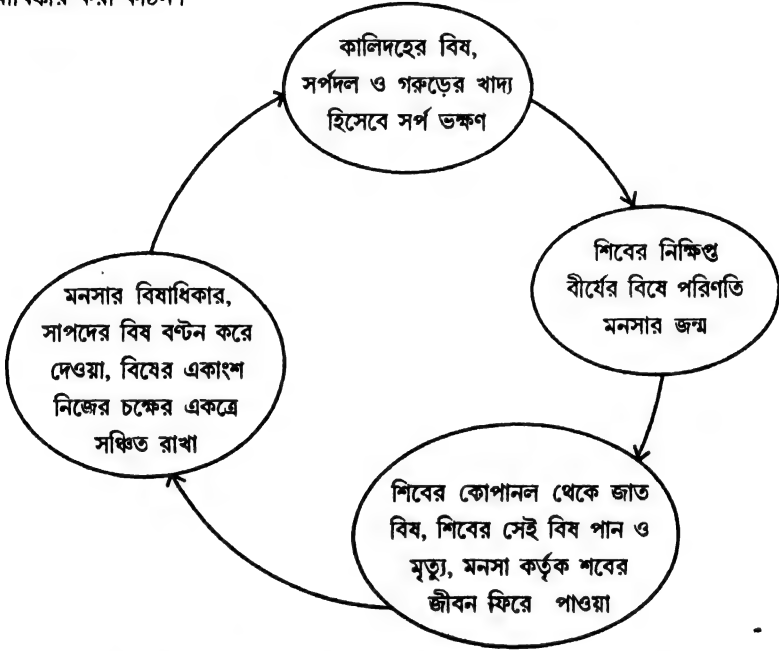 কালিদহের বিষ,
সর্পদল ও গরুড়ের খাদ্য
হিসেবে সর্প ভক্ষণ
শিবের নিক্ষিপ্ত
বীর্যের বিষে পরিণতি
মনসার জন্ম
শিবের কোপানল থেকে জাত
বিষ, শিবের সেই বিষ পান ও
মৃত্যু, মনসা কর্তৃক শবের
জীবন ফিরে পাওয়া
মনসার বিষাধিকার,
সাপদের বিষ বণ্টন করে
দেওয়া, বিষের একাংশ
নিজের চক্ষের একত্রে
সঞ্চিত রাখা